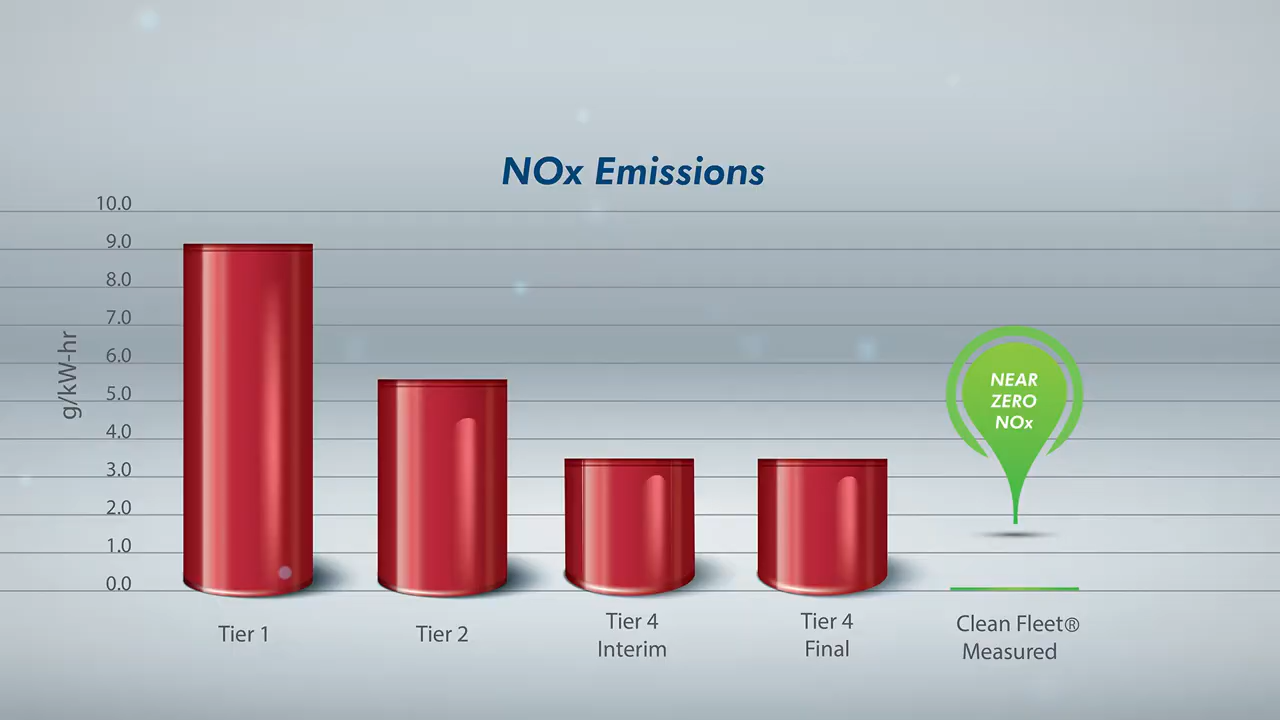 NOx Emissions
10.0
9.0
8.0
7.0
6.0
5.0
4.0
3.0
2.0
1.0
0.0
g/kW-hr
NEAR
ZERO
NOx
Tier 1
Tier 2
Tier 4
Interim
Tier 4
Final
Clean Fleet®
Measured